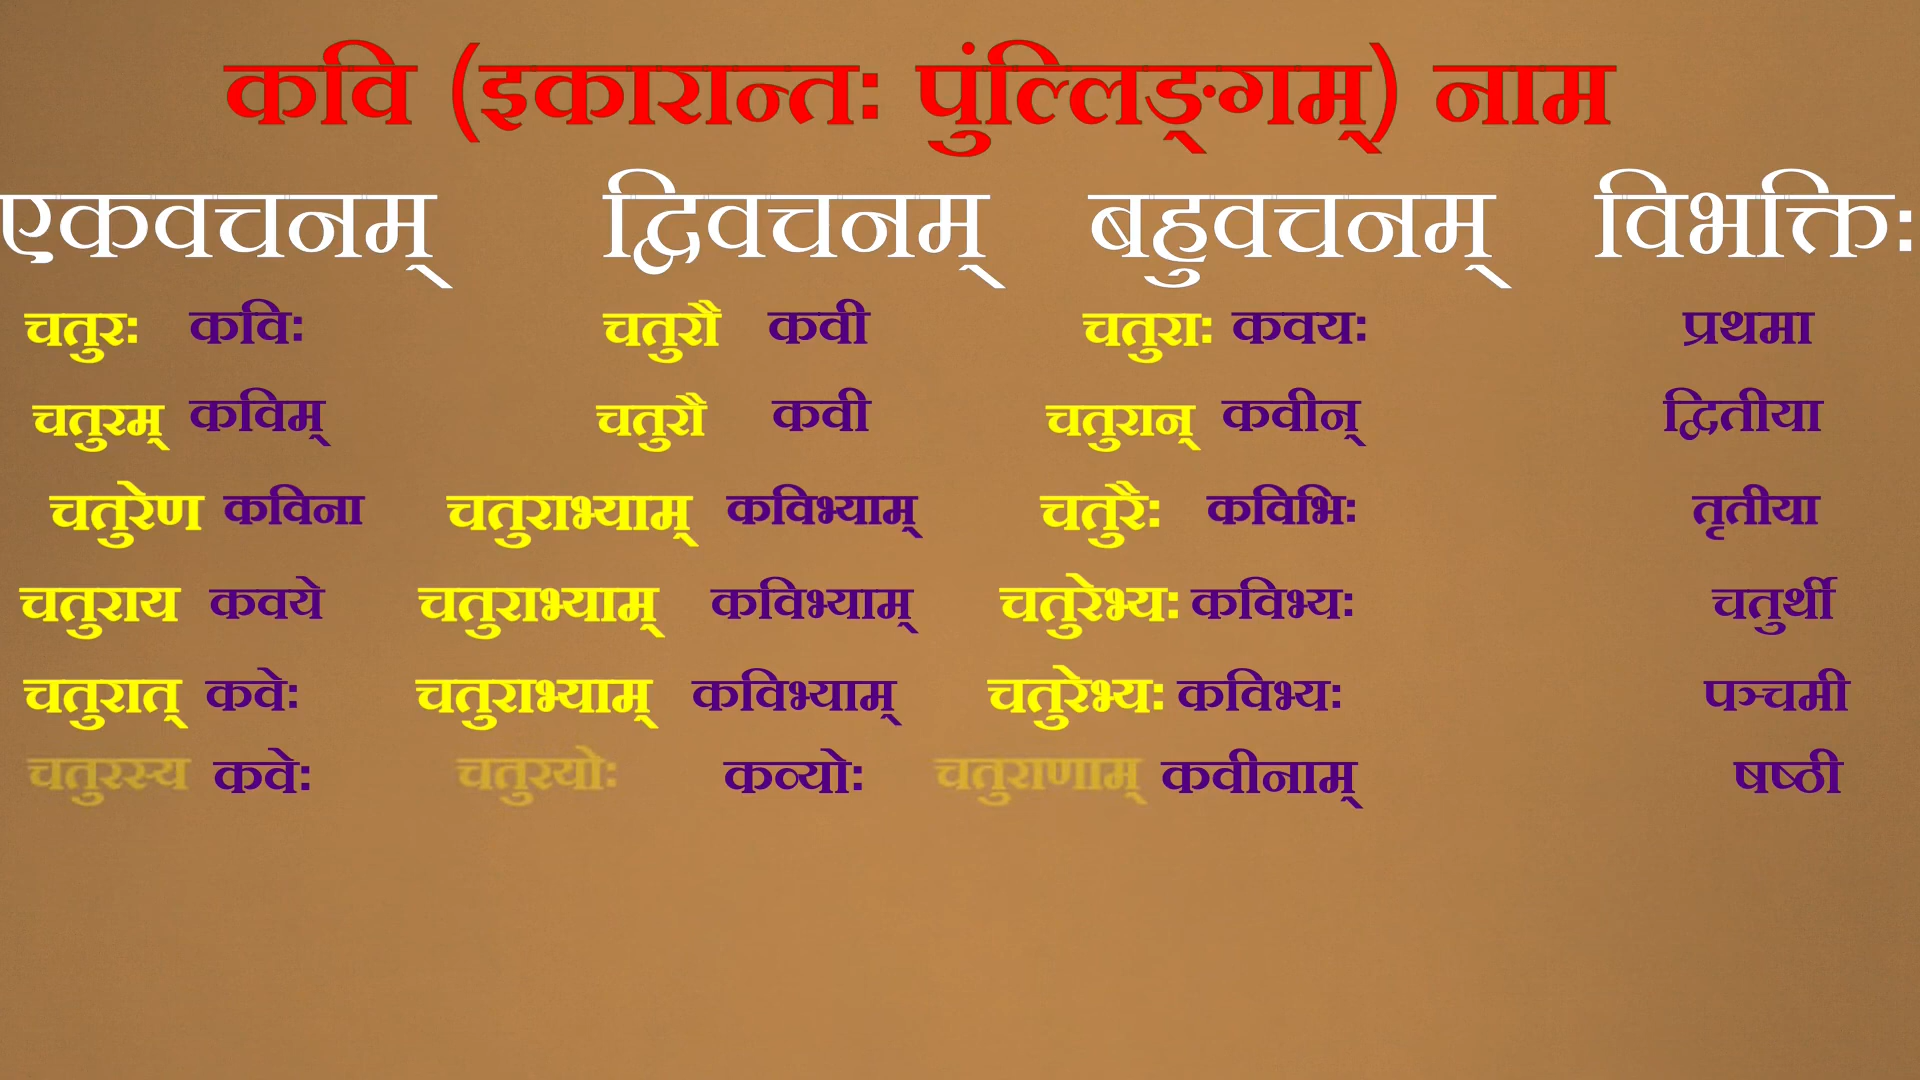 कवि (इकारान्तः पुंल्लिङ्गम्) नाम
एकवचनम् द्विवचनम् बहुवचनम् विभक्तिः
चतुरः कविः चतुरौ कवी चतुराः कवयः प्रथमा
चतुरम् कविम् चतुरौ कवी चतुरान् कवीन् द्वितीया
चतुरेण कविना चतुराभ्याम् कविभ्याम् चतुरैः कविभिः तृतीया
चतुराय कवये चतुराभ्याम् कविभ्याम् चतुरेभ्यः कविभ्यः चतुर्थी
चतुरात् कवेः चतुराभ्याम् कविभ्याम् चतुरेभ्यः कविभ्यः पञ्चमी
चतुरस्य कवेः चतुरयोः कव्योः चतुराणाम् कवीनाम् षष्ठी